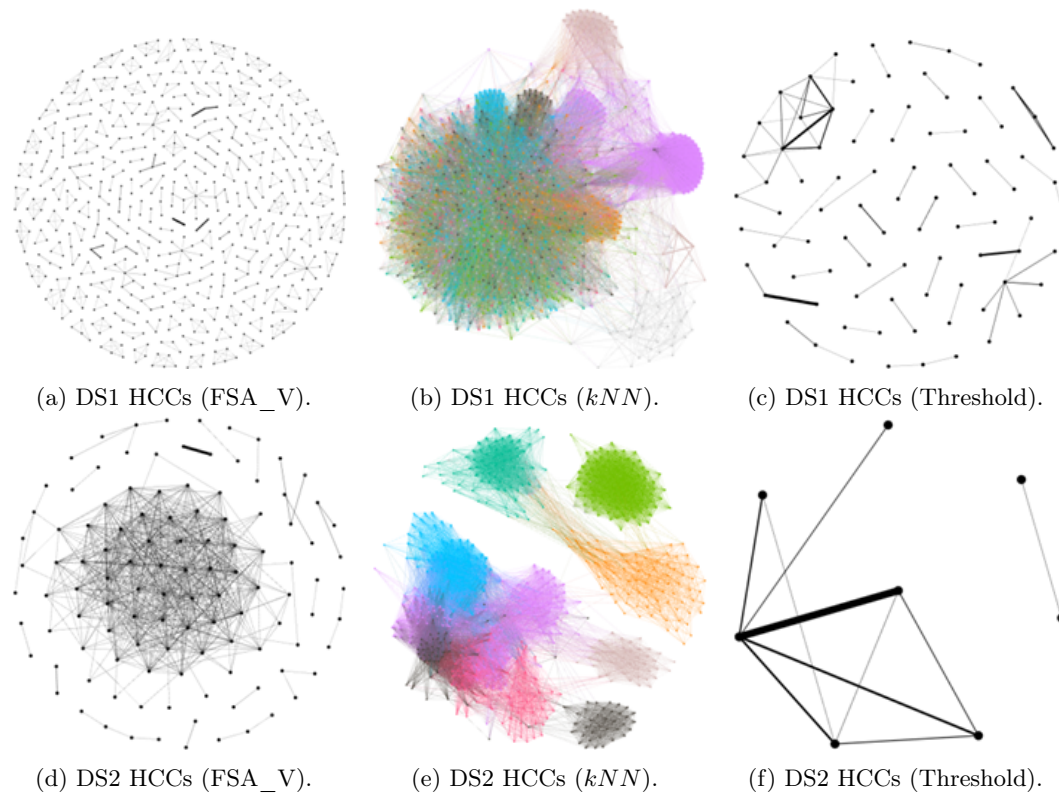 (a) DS1 HCCs (FSA_V).
(b) DS1 HCCs (kNN).
(c) DS1 HCCs (Threshold).
(d) DS2 HCCs (FSA_V).
(e) DS2 HCCs (kNN).
(f) DS2 HCCs (Threshold).